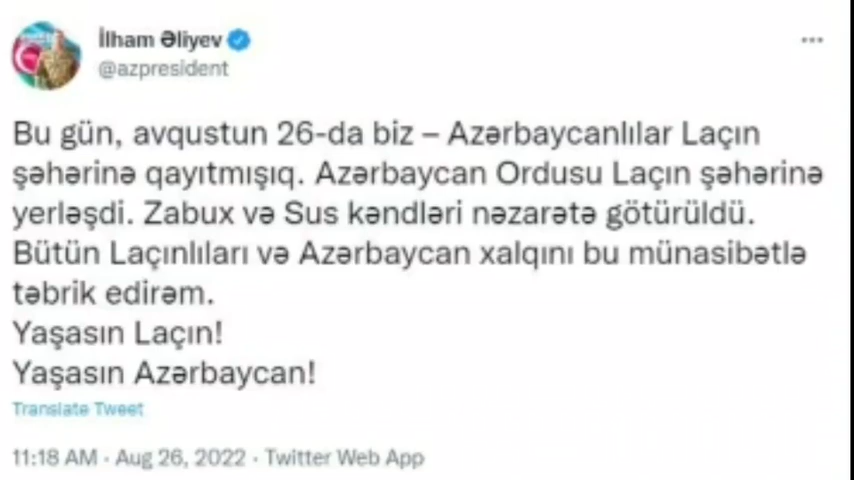 İlham Əliyev
@azpresident
Bu gün, avqustun 26-da biz – Azərbaycanlılar Laçın
şəhərinə qayıtmışıq. Azərbaycan Ordusu Laçın şəhərinə
yerləşdi. Zabux və Sus kəndləri nəzarətə götürüldü.
Bütün Laçınlıları və Azərbaycan xalqını bu münasibətlə
təbrik edirəm.
Yaşasın Laçın!
Yaşasın Azərbaycan!
Translate Tweet
11:18 AM · Aug 26, 2022 · Twitter Web App